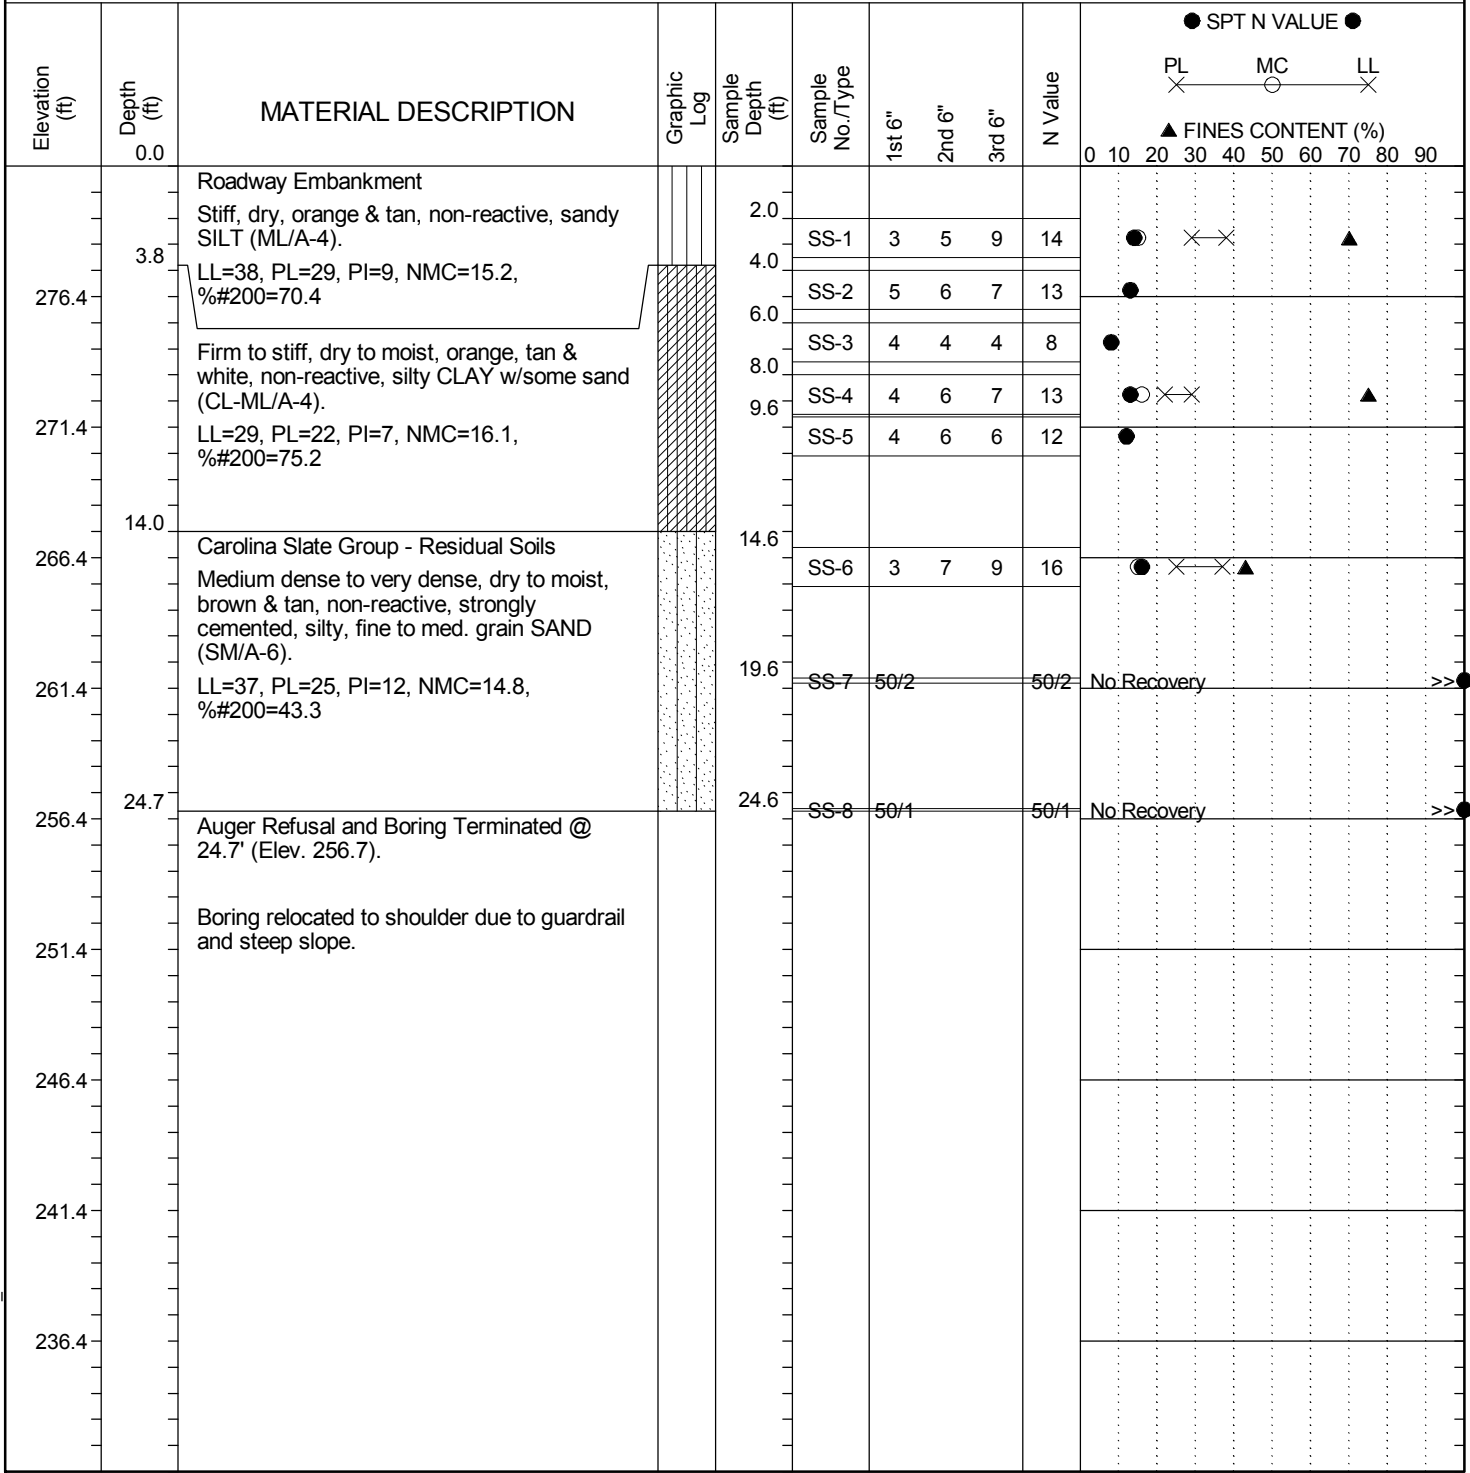 Elevation (ft)
Depth (ft)
0.0
MATERIAL DESCRIPTION
Graphic Log
Sample Depth (ft)
Sample No./Type
1st 6"
2nd 6"
3rd 6"
N Value
● SPT N VALUE ●
PL MC LL
▲ FINES CONTENT (%)
0 10 20 30 40 50 60 70 80 90
Roadway Embankment
Stiff, dry, orange & tan, non-reactive, sandy
SILT (ML/A-4).
3.8
LL=38, PL=29, PI=9, NMC=15.2,
%#200=70.4
2.0
SS-1 3 5 9 14
4.0
276.4
SS-2 5 6 7 13
6.0
Firm to stiff, dry to moist, orange, tan &
white, non-reactive, silty CLAY w/some sand
(CL-ML/A-4).
SS-3 4 4 4 8
8.0
SS-4 4 6 7 13
9.6
271.4
LL=29, PL=22, PI=7, NMC=16.1,
%#200=75.2
SS-5 4 6 6 12
14.0
Carolina Slate Group - Residual Soils
14.6
266.4
Medium dense to very dense, dry to moist,
brown & tan, non-reactive, strongly
cemented, silty, fine to med. grain SAND
(SM/A-6).
SS-6 3 7 9 16
19.6
261.4
LL=37, PL=25, PI=12, NMC=14.8,
%#200=43.3
SS-7 50/2 50/2 No Recovery >>
24.7
24.6
256.4
SS-8 50/1 50/1 No Recovery >>
Auger Refusal and Boring Terminated @
24.7' (Elev. 256.7).
Boring relocated to shoulder due to guardrail
and steep slope.
251.4
246.4
241.4
236.4